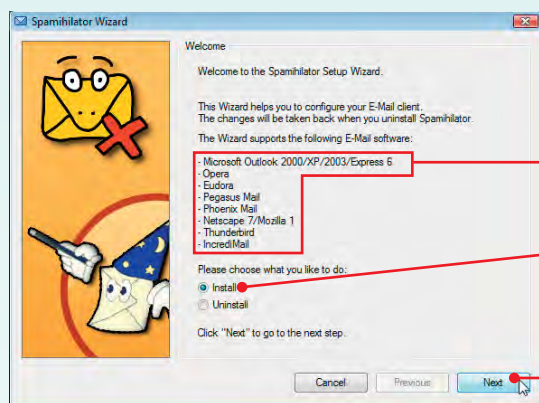 Spamihilator Wizard
Welcome
Welcome to the Spamihilator Setup Wizard.
This Wizard helps you to configure your E-Mail client.
The changes will be taken back when you uninstall Spamihilator.
The Wizard supports the following E-Mail software:
- Microsoft Outlook 2000/XP/2003/Express 6
- Opera
- Eudora
- Pegasus Mail
- Phoenix Mail
- Netscape 7/Mozilla 1
- Thunderbird
- IncrediMail
Please choose what you like to do:
Install
Uninstall
Click "Next" to go to the next step.
Cancel
Previous
Next